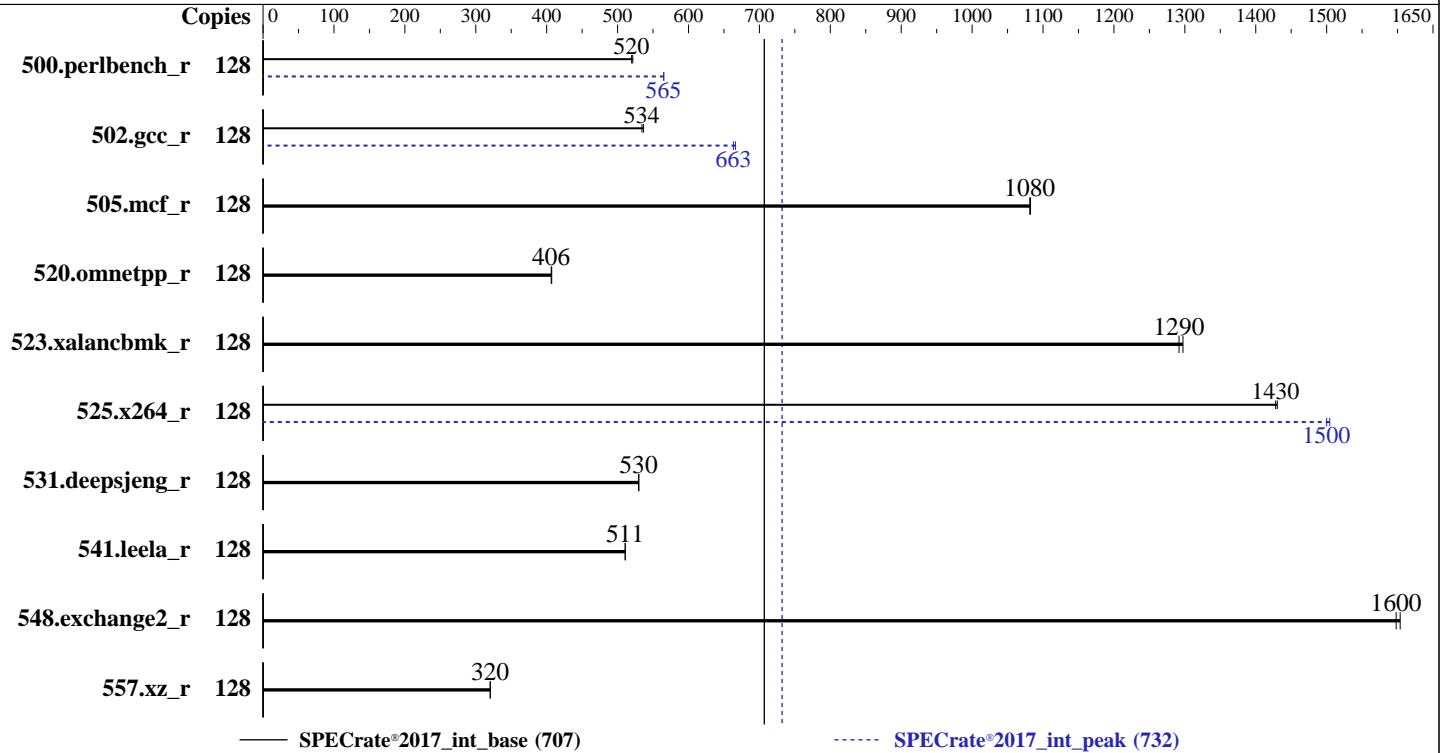 Copies 0 100 200 300 400 500 600 700 800 900 1000 1100 1200 1300 1400 1500 1650
520
500.perlbench_r 128
565
534
502.gcc_r 128
663
1080
505.mcf_r 128
406
520.omnetpp_r 128
1290
523.xalancbmk_r 128
1430
525.x264_r 128
1500
530
531.deepsjeng_r 128
511
541.leela_r 128
1600
548.exchange2_r 128
320
557.xz_r 128
SPECrate®2017_int_base (707) SPECrate®2017_int_peak (732)